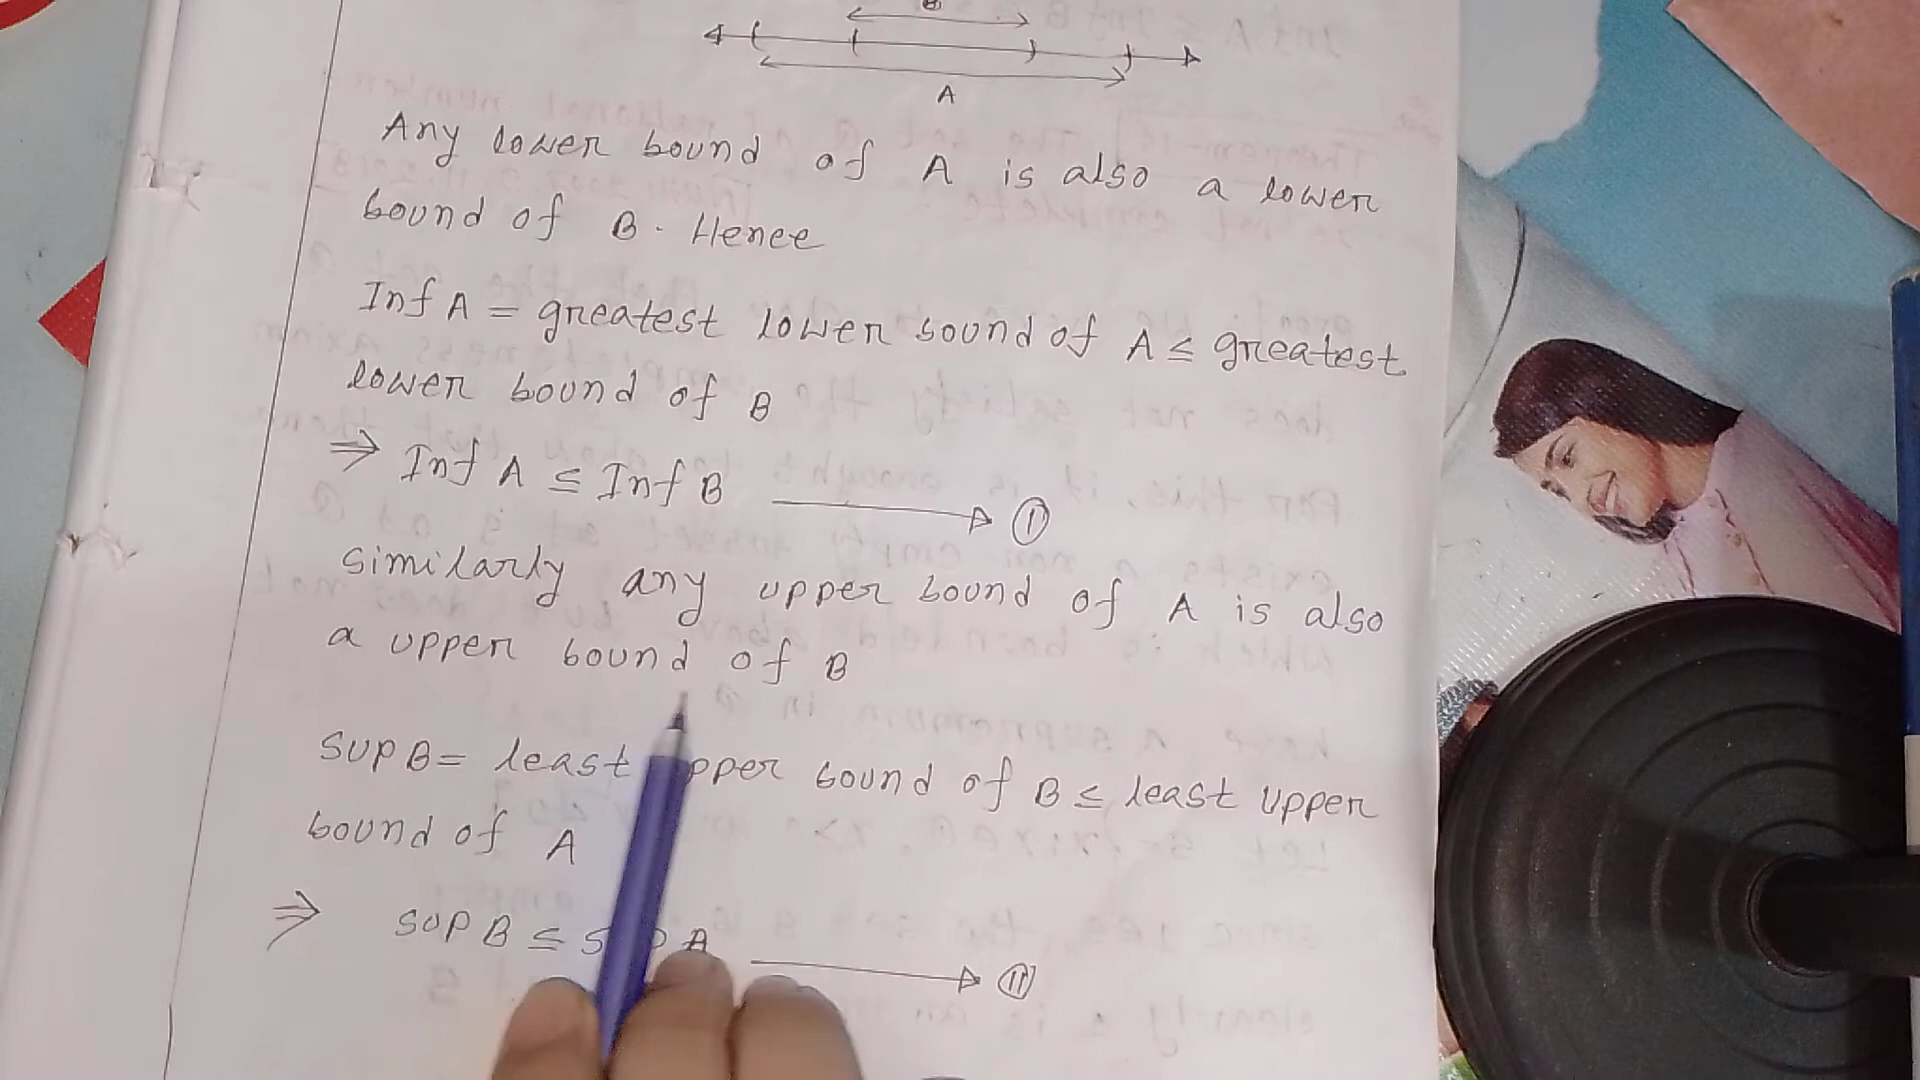 B
A
Any lower bound of A is also a lower
bound of B. Hence
Inf A = greatest lower bound of A ≤ greatest
lower bound of B
⇒ Inf A ≤ Inf B → (I)
Similarly any upper bound of A is also
a upper bound of B
Sup B = least upper bound of B ≤ least upper
bound of A
⇒ Sup B ≤ Sup A → (II)